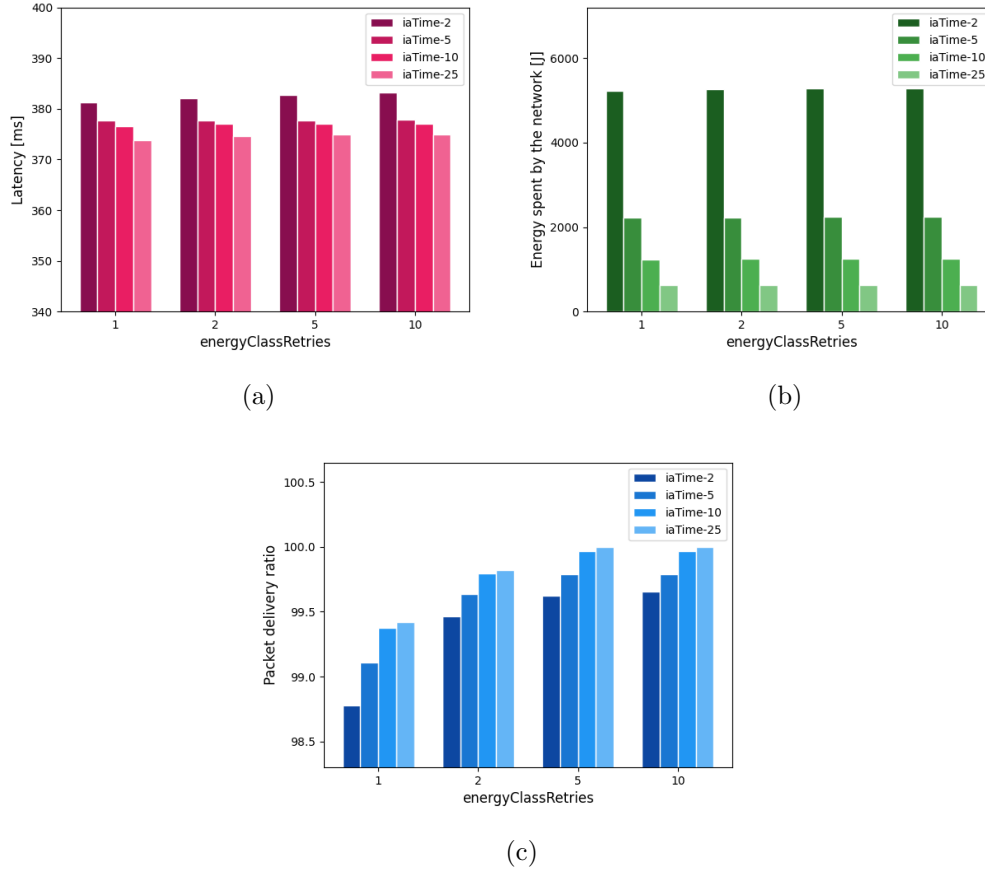 400
390
380
370
360
350
340
Latency [ms]
iaTime-2
iaTime-5
iaTime-10
iaTime-25
1 2 5 10
energyClassRetries
(a)
6000
4000
2000
0
Energy spent by the network [J]
iaTime-2
iaTime-5
iaTime-10
iaTime-25
1 2 5 10
energyClassRetries
(b)
100.5
100.0
99.5
99.0
98.5
Packet delivery ratio
iaTime-2
iaTime-5
iaTime-10
iaTime-25
1 2 5 10
energyClassRetries
(c)